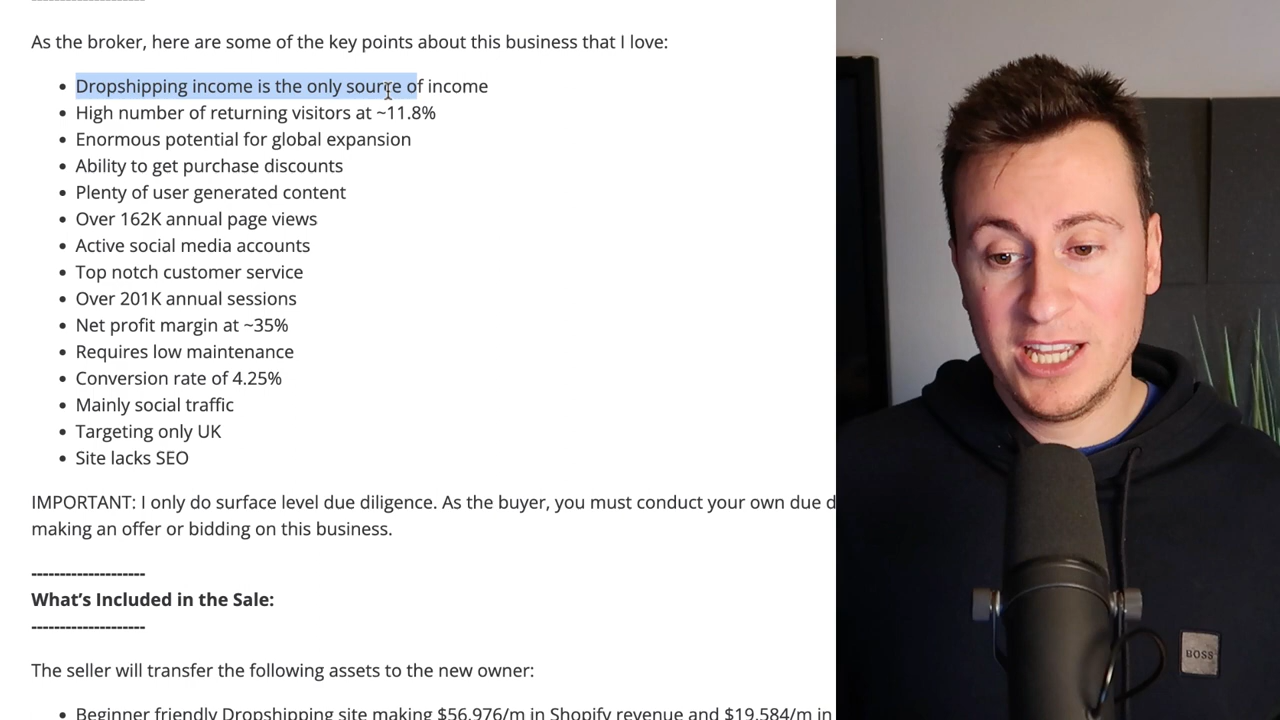 --------------------
As the broker, here are some of the key points about this business that I love:
• Dropshipping income is the only source of income
• High number of returning visitors at ~11.8%
• Enormous potential for global expansion
• Ability to get purchase discounts
• Plenty of user generated content
• Over 162K annual page views
• Active social media accounts
• Top notch customer service
• Over 201K annual sessions
• Net profit margin at ~35%
• Requires low maintenance
• Conversion rate of 4.25%
• Mainly social traffic
• Targeting only UK
• Site lacks SEO
IMPORTANT: I only do surface level due diligence. As the buyer, you must conduct your own due d
making an offer or bidding on this business.
--------------------
What’s Included in the Sale:
--------------------
The seller will transfer the following assets to the new owner:
• Beginner friendly Dropshipping site making $56,976/m in Shopify revenue and $19,584/m in
BOSS